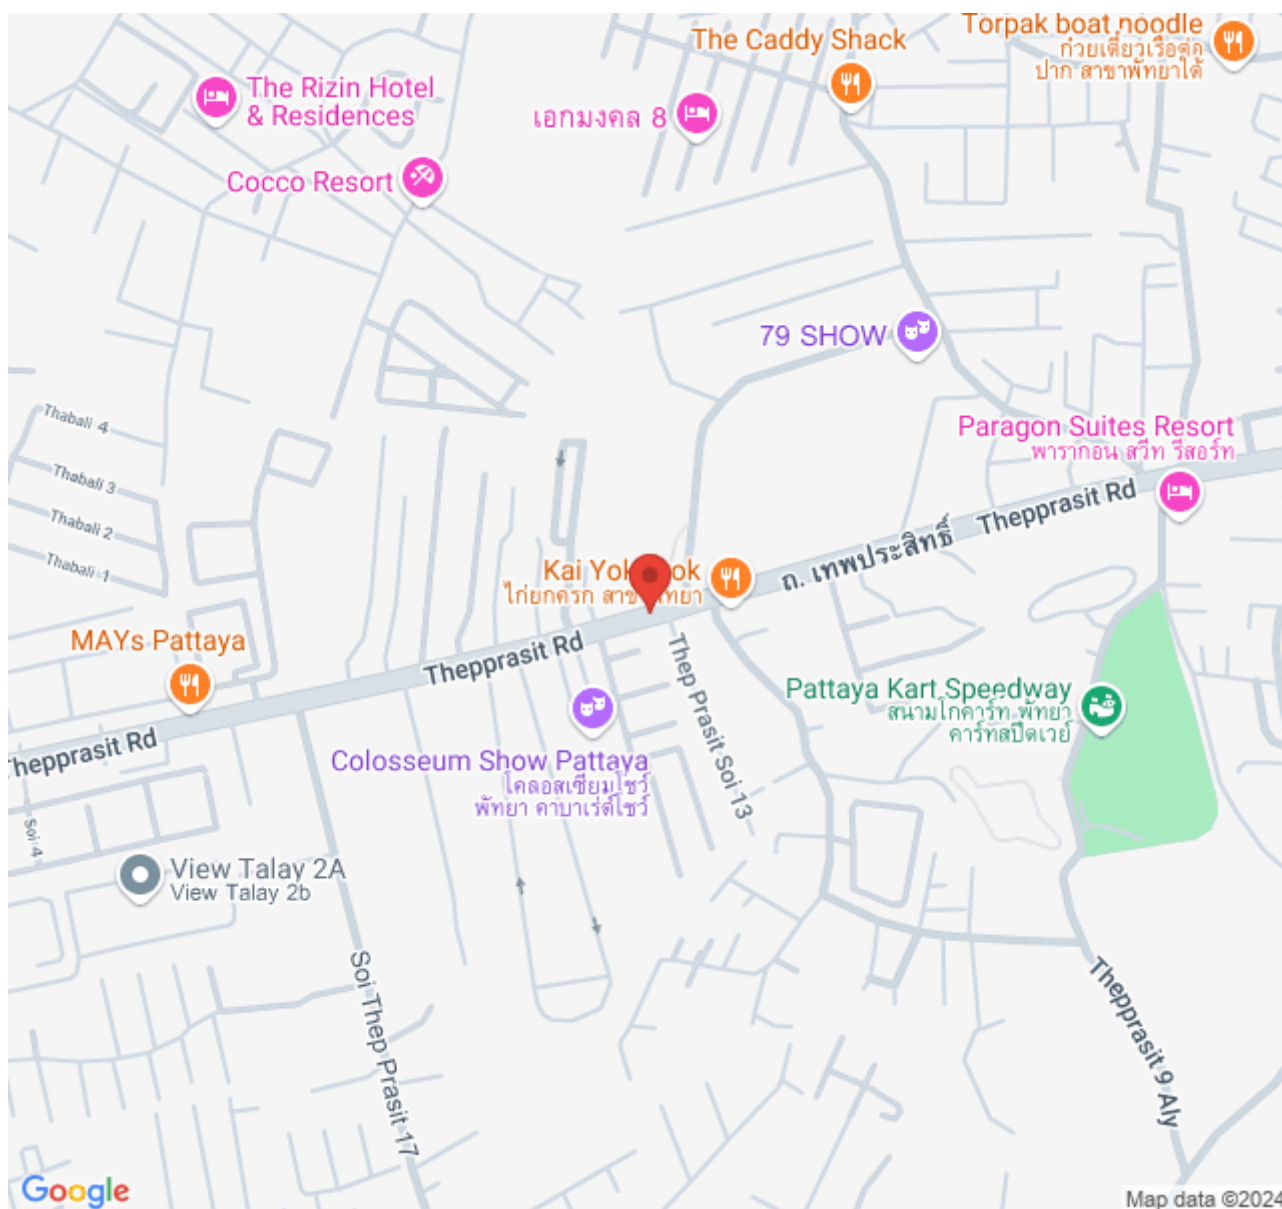 The Caddy Shack
Torpak boat noodle
ก๋วยเตี๋ยวเรือต่อ
ปาก สาขาพัทยาใต้
The Rizin Hotel
& Residences
เอกมงคล 8
Cocco Resort
79 SHOW
Thabali 4
Thabali 3
Thabali 2
Thabali 1
Paragon Suites Resort
พารากอน สวีท รีสอร์ท
Thepprasit Rd
ถ. เทพประสิทธิ์
Kai Yok
ok
ไก่ยกครก
MAYs Pattaya
Thepprasit Rd
Thep Prasit Soi 13
Pattaya Kart Speedway
สนามโกคาร์ท พัทยา
คาร์ทสปีดเวย์
Thepprasit Rd
Colosseum Show Pattaya
โคลอสเซียมโชว์
พัทยา คาบาเร่ต์โชว์
Soi 4
View Talay 2A
View Talay 2b
Soi Thep Prasit 17
Thepprasit 9 Aly
Google
Map data ©2024